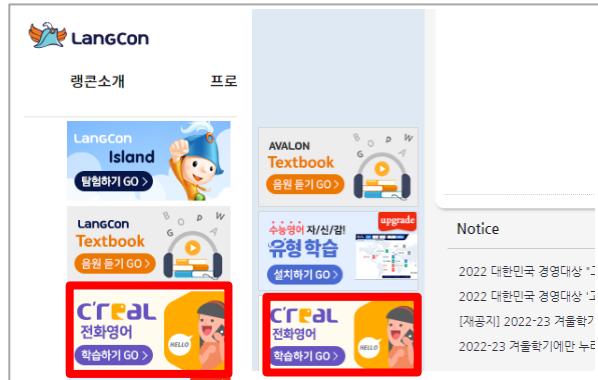 LangCon
랭콘소개
프로
LangCon
Island
탐험하기 GO >
LangCon
Textbook
음원 듣기 GO >
B O D P W
G A
C'REAL
전화영어
학습하기 GO >
HELLO
AVALON
Textbook
음원 듣기 GO >
B O D P W
G A
수능영어 자/신/감!
유형학습
설치하기 GO >
upgrade
C'REAL
전화영어
학습하기 GO >
HELLO
Notice
2022 대한민국 경영대상 "고
2022 대한민국 경영대상 '고
[재공지] 2022-23 겨울학기
2022-23 겨울학기에만 누리